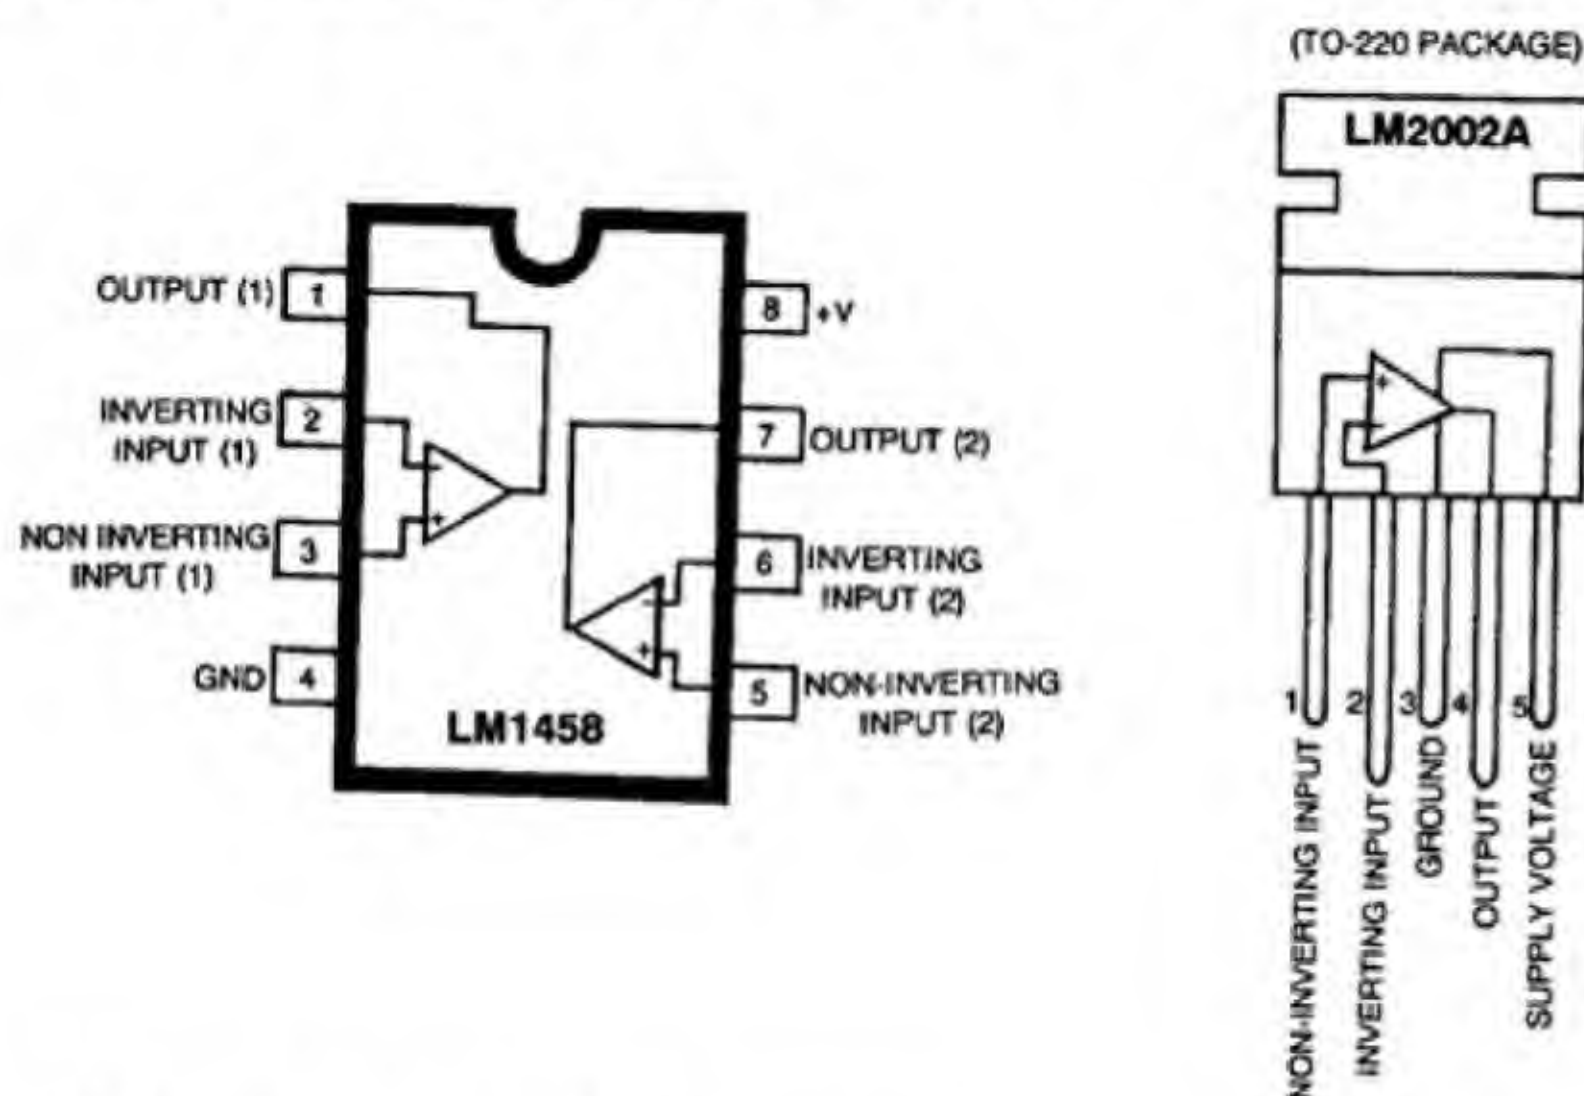 OUTPUT (1)
1
INVERTING
INPUT (1)
2
NON INVERTING
INPUT (1)
3
GND
4
8
+V
7
OUTPUT (2)
6
INVERTING
INPUT (2)
5
NON-INVERTING
INPUT (2)
-
+
-
+
LM1458
(TO-220 PACKAGE)
LM2002A
+
-
1
2
3
4
5
NON-INVERTING INPUT
INVERTING INPUT
GROUND
OUTPUT
SUPPLY VOLTAGE